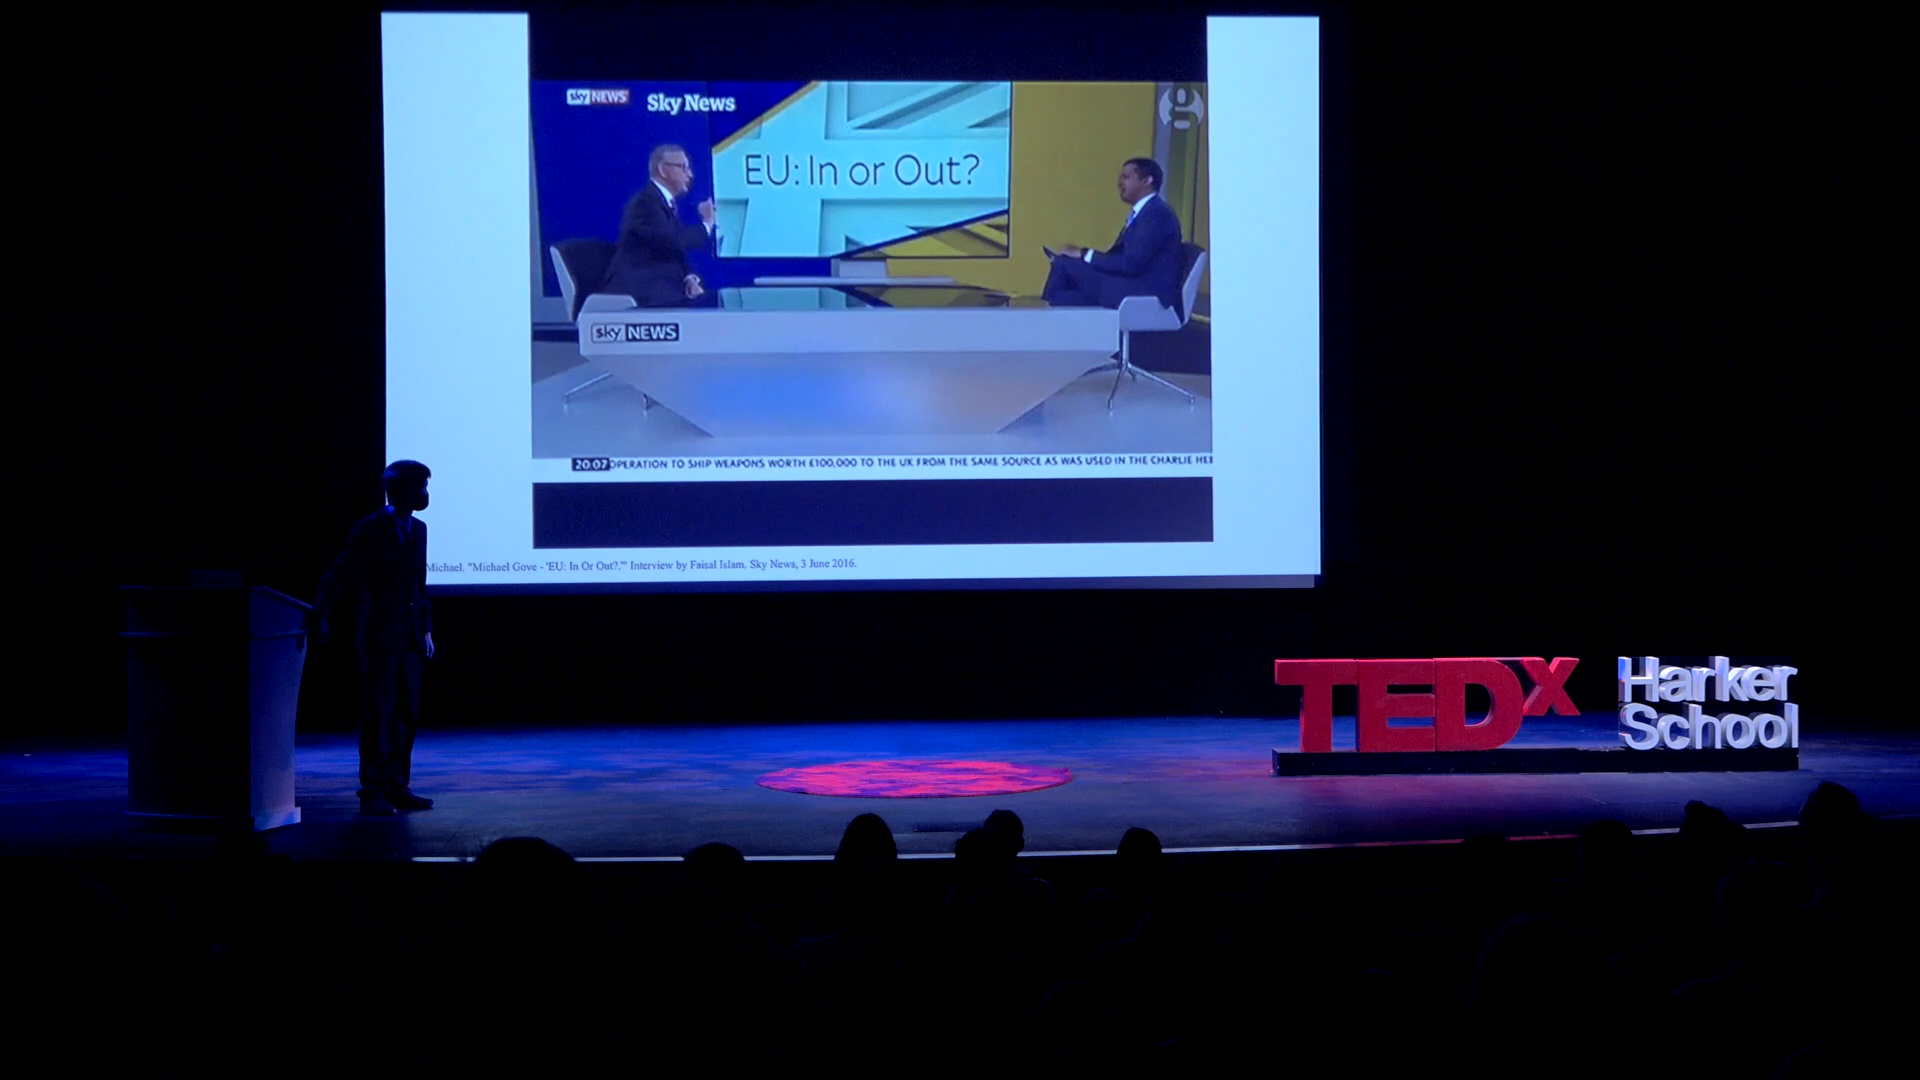 sky NEWS
Sky News
g
EU: In or Out?
sky NEWS
20:07 OPERATION TO SHIP WEAPONS WORTH £100,000 TO THE UK FROM THE SAME SOURCE AS WAS USED IN THE CHARLIE HE
Michael. "Michael Gove - 'EU: In Or Out?.'" Interview by Faisal Islam. Sky News, 3 June 2016.
TEDx
Harker
School